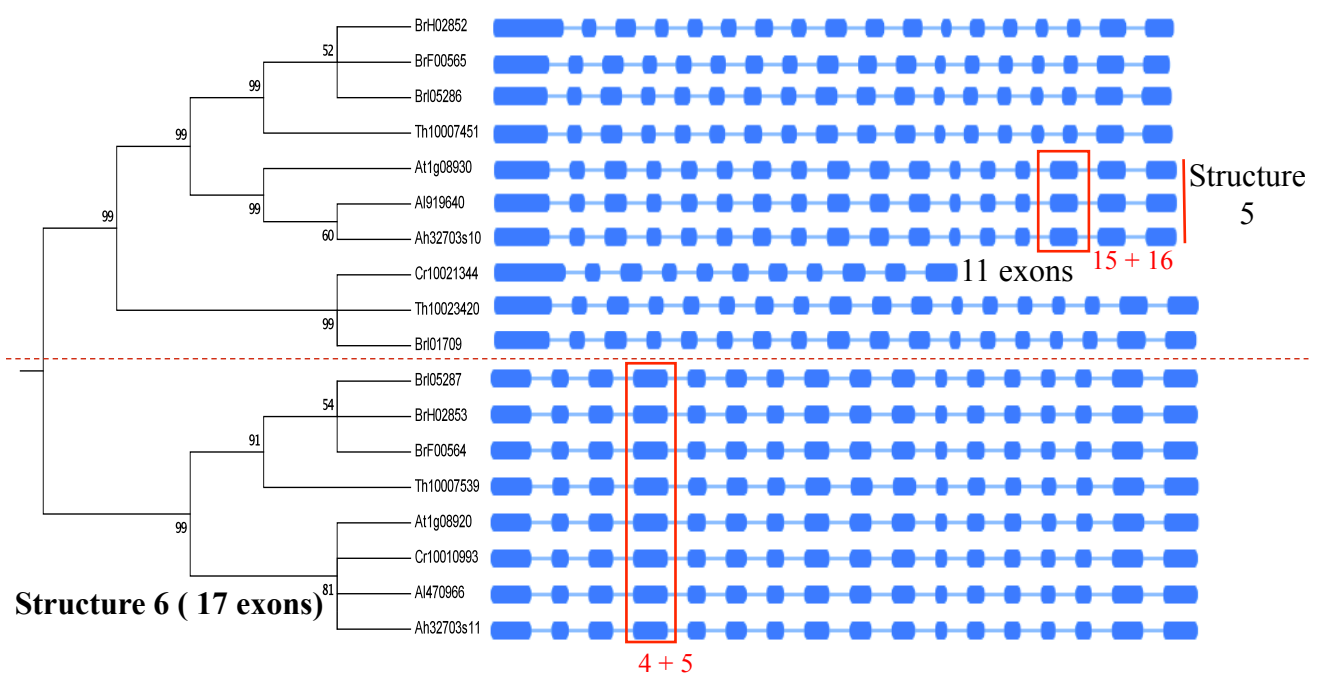 BrH02852
52
BrF00565
99
BrI05286
99
Th10007451
At1g08930
Structure
5
99
Al919640
99
60
Ah32703s10
15 + 16
Cr10021344
11 exons
Th10023420
99
BrI01709
BrI05287
54
BrH02853
91
BrF00564
Th10007539
99
At1g08920
Cr10010993
81
Al470966
Structure 6 ( 17 exons)
Ah32703s11
4 + 5